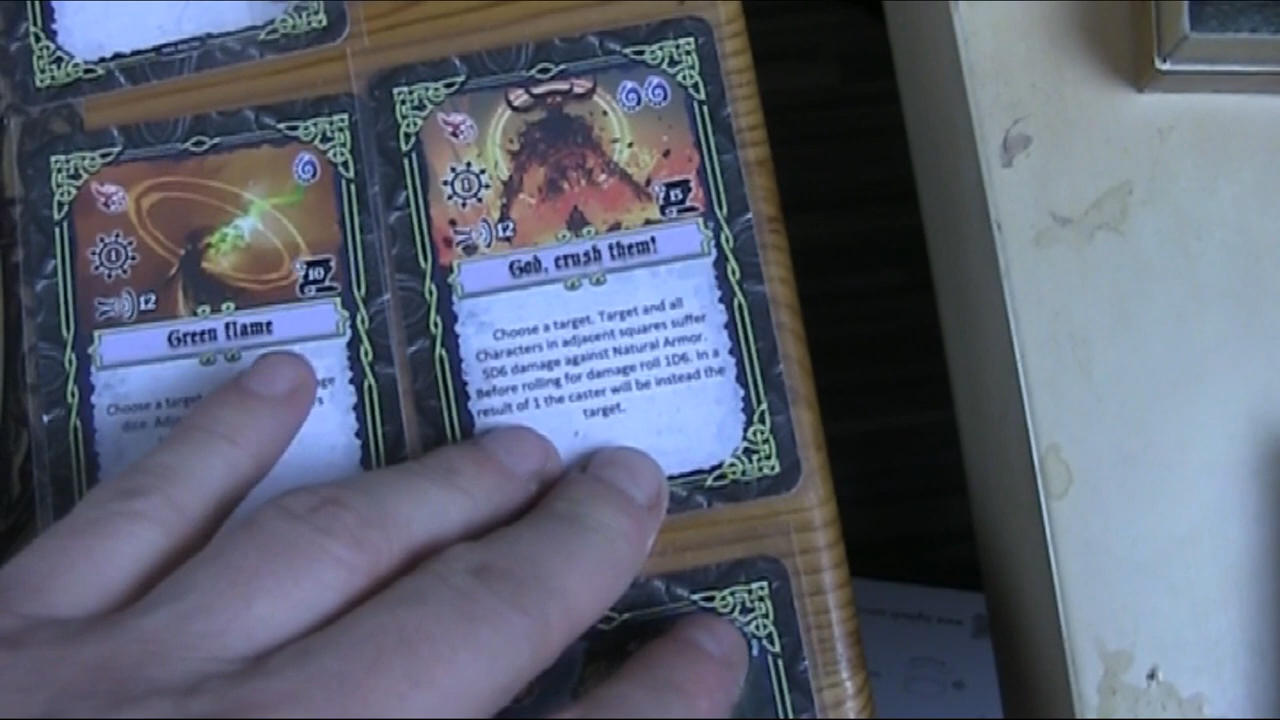 1
12
10
Green flame
Choose a target
dice.
15
12
God, crush them!
Choose a target. Target and all
Characters in adjacent squares suffer
5D6 damage against Natural Armor.
Before rolling for damage roll 1D6. In a
result of 1 the caster will be instead the
target.